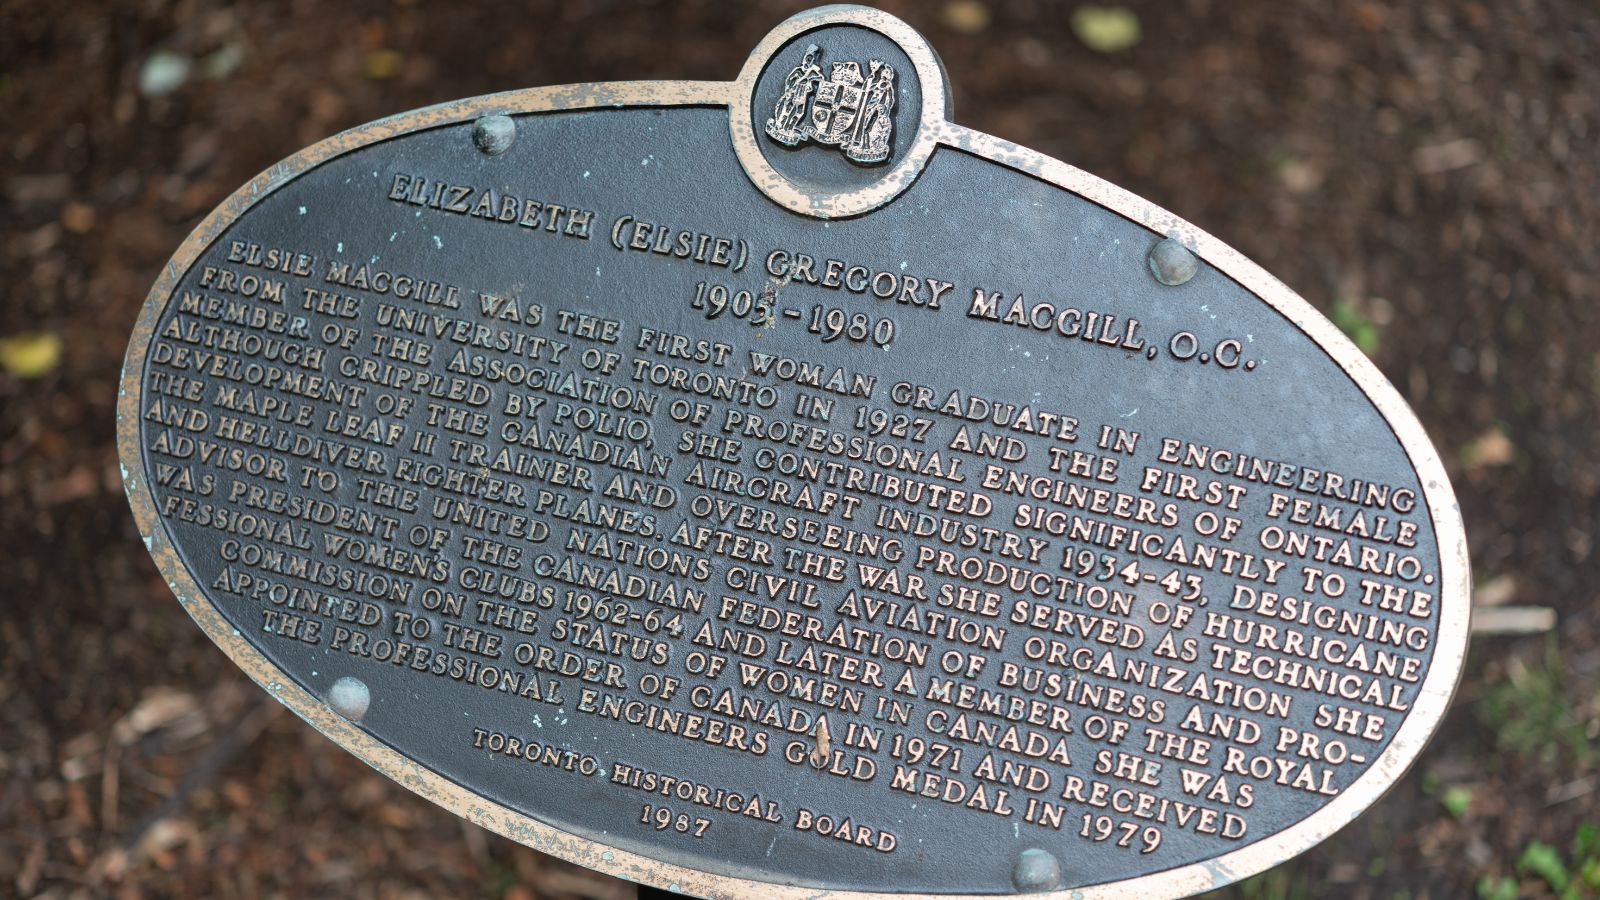 ELIZABETH (ELSIE) GREGORY MACGILL, O.C.
1905-1980
ELSIE MACGILL WAS THE FIRST WOMAN GRADUATE IN ENGINEERING
FROM THE UNIVERSITY OF TORONTO IN 1927 AND THE FIRST FEMALE
MEMBER OF THE ASSOCIATION OF PROFESSIONAL ENGINEERS OF ONTARIO.
ALTHOUGH CRIPPLED BY POLIO, SHE CONTRIBUTED SIGNIFICANTLY TO THE
DEVELOPMENT OF THE CANADIAN AIRCRAFT INDUSTRY 1934-43, DESIGNING
THE MAPLE LEAF II TRAINER AND OVERSEEING PRODUCTION OF HURRICANE
AND HELLDIVER FIGHTER PLANES. AFTER THE WAR SHE SERVED AS TECHNICAL
ADVISOR TO THE UNITED NATIONS CIVIL AVIATION ORGANIZATION SHE
WAS PRESIDENT OF THE CANADIAN FEDERATION OF BUSINESS AND PRO-
FESSIONAL WOMEN'S CLUBS 1962-64 AND LATER A MEMBER OF THE ROYAL
COMMISSION ON THE STATUS OF WOMEN IN CANADA SHE WAS
APPOINTED TO THE ORDER OF CANADA IN 1971 AND RECEIVED
THE PROFESSIONAL ENGINEERS GOLD MEDAL IN 1979
TORONTO HISTORICAL BOARD
1987